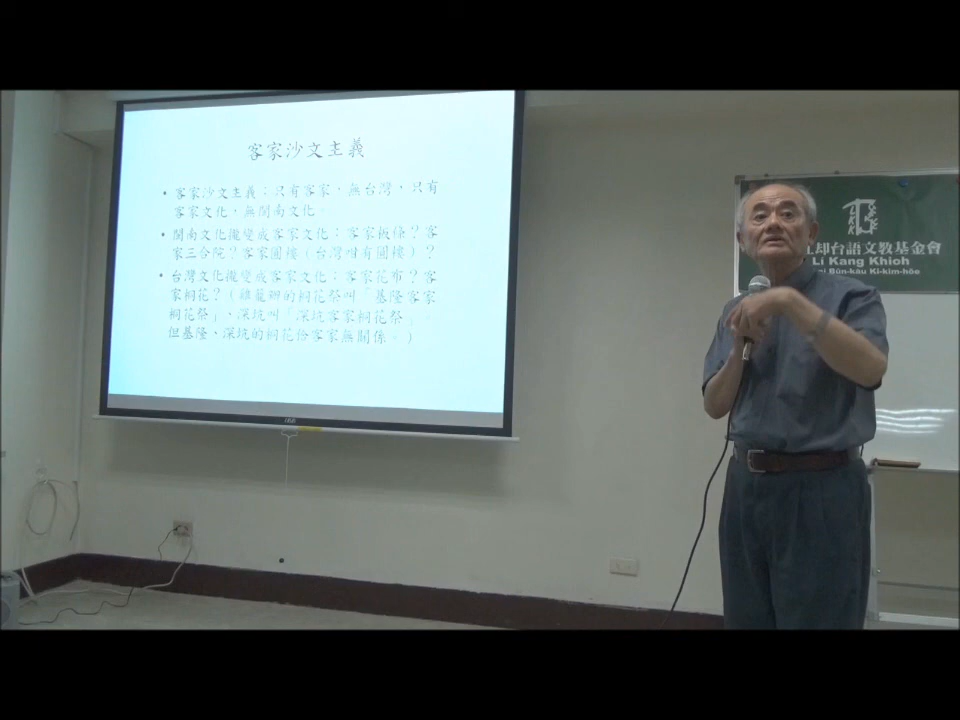 客家沙文主義
• 客家沙文主義：只有客家，無台灣，只有
客家文化，無閩南文化。
• 閩南文化攏變成客家文化：客家粄條？客
家三合院？客家圍樓（台灣咁有圍樓）？
• 台灣文化攏變成客家文化：客家花布？客
家桐花？（雞籠辦的桐花祭叫「基隆客家
桐花祭」、深坑叫「深坑客家桐花祭」。
但基隆、深坑的桐花俗客家無關係。）
江却台語文教基金會
Li Kang Khioh
Bûn-kàu Ki-kim-hōe